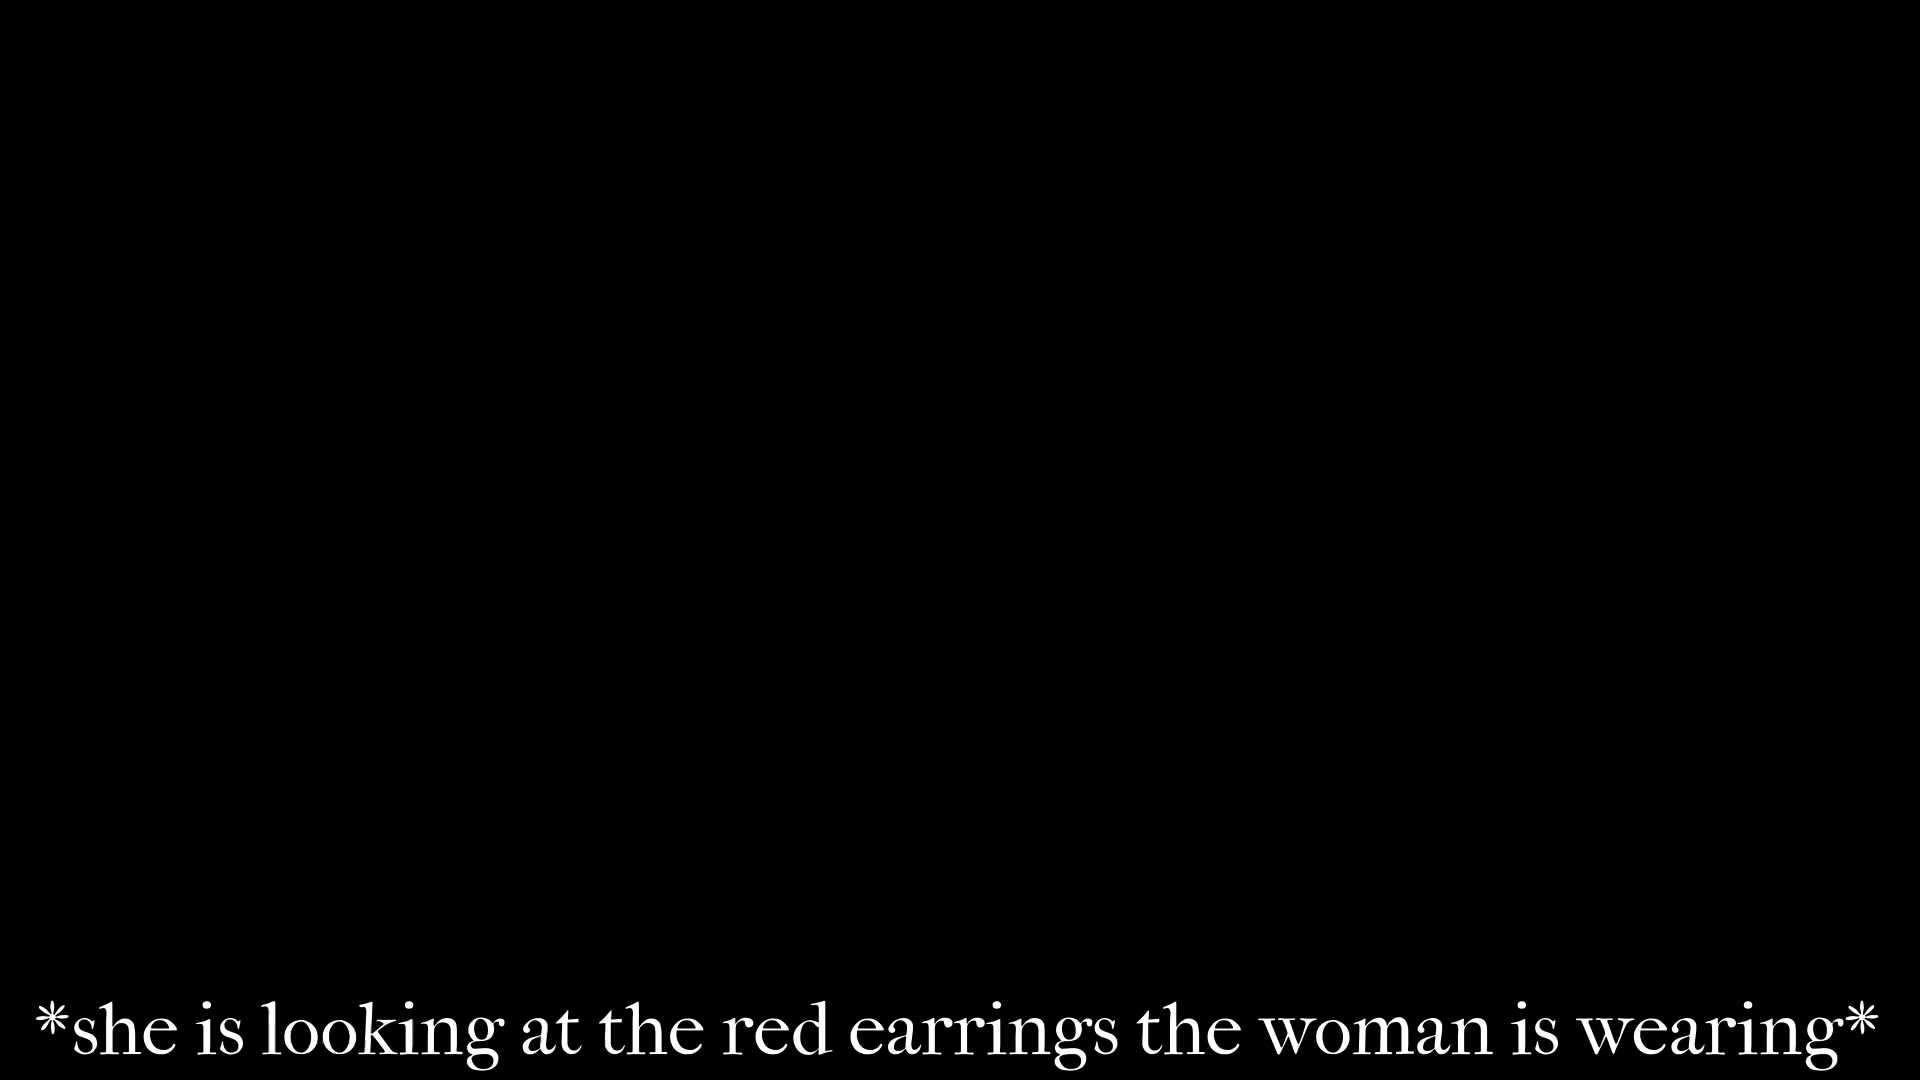 *she is looking at the red earrings the woman is wearing*